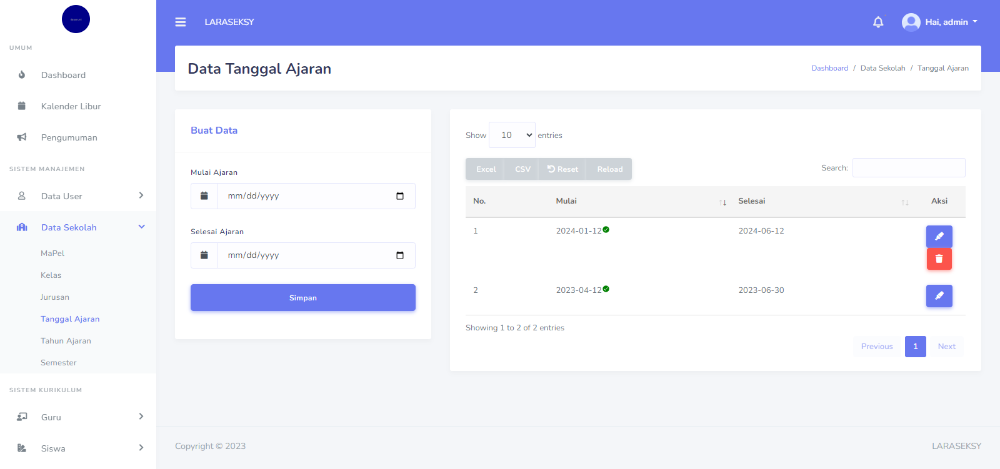 LARASEKSY
Hai, admin
UMUM
Dashboard
Kalender Libur
Pengumuman
SISTEM MANAJEMEN
Data User
Data Sekolah
MaPel
Kelas
Jurusan
Tanggal Ajaran
Tahun Ajaran
Semester
SISTEM KURIKULUM
Guru
Siswa
Data Tanggal Ajaran
Dashboard / Data Sekolah / Tanggal Ajaran
Buat Data
Mulai Ajaran
mm/dd/yyyy
Selesai Ajaran
mm/dd/yyyy
Simpan
Show 10 entries
Excel CSV Reset Reload
Search:
No. Mulai Selesai Aksi
1 2024-01-12 2024-06-12
2 2023-04-12 2023-06-30
Showing 1 to 2 of 2 entries
Previous 1 Next
Copyright © 2023
LARASEKSY